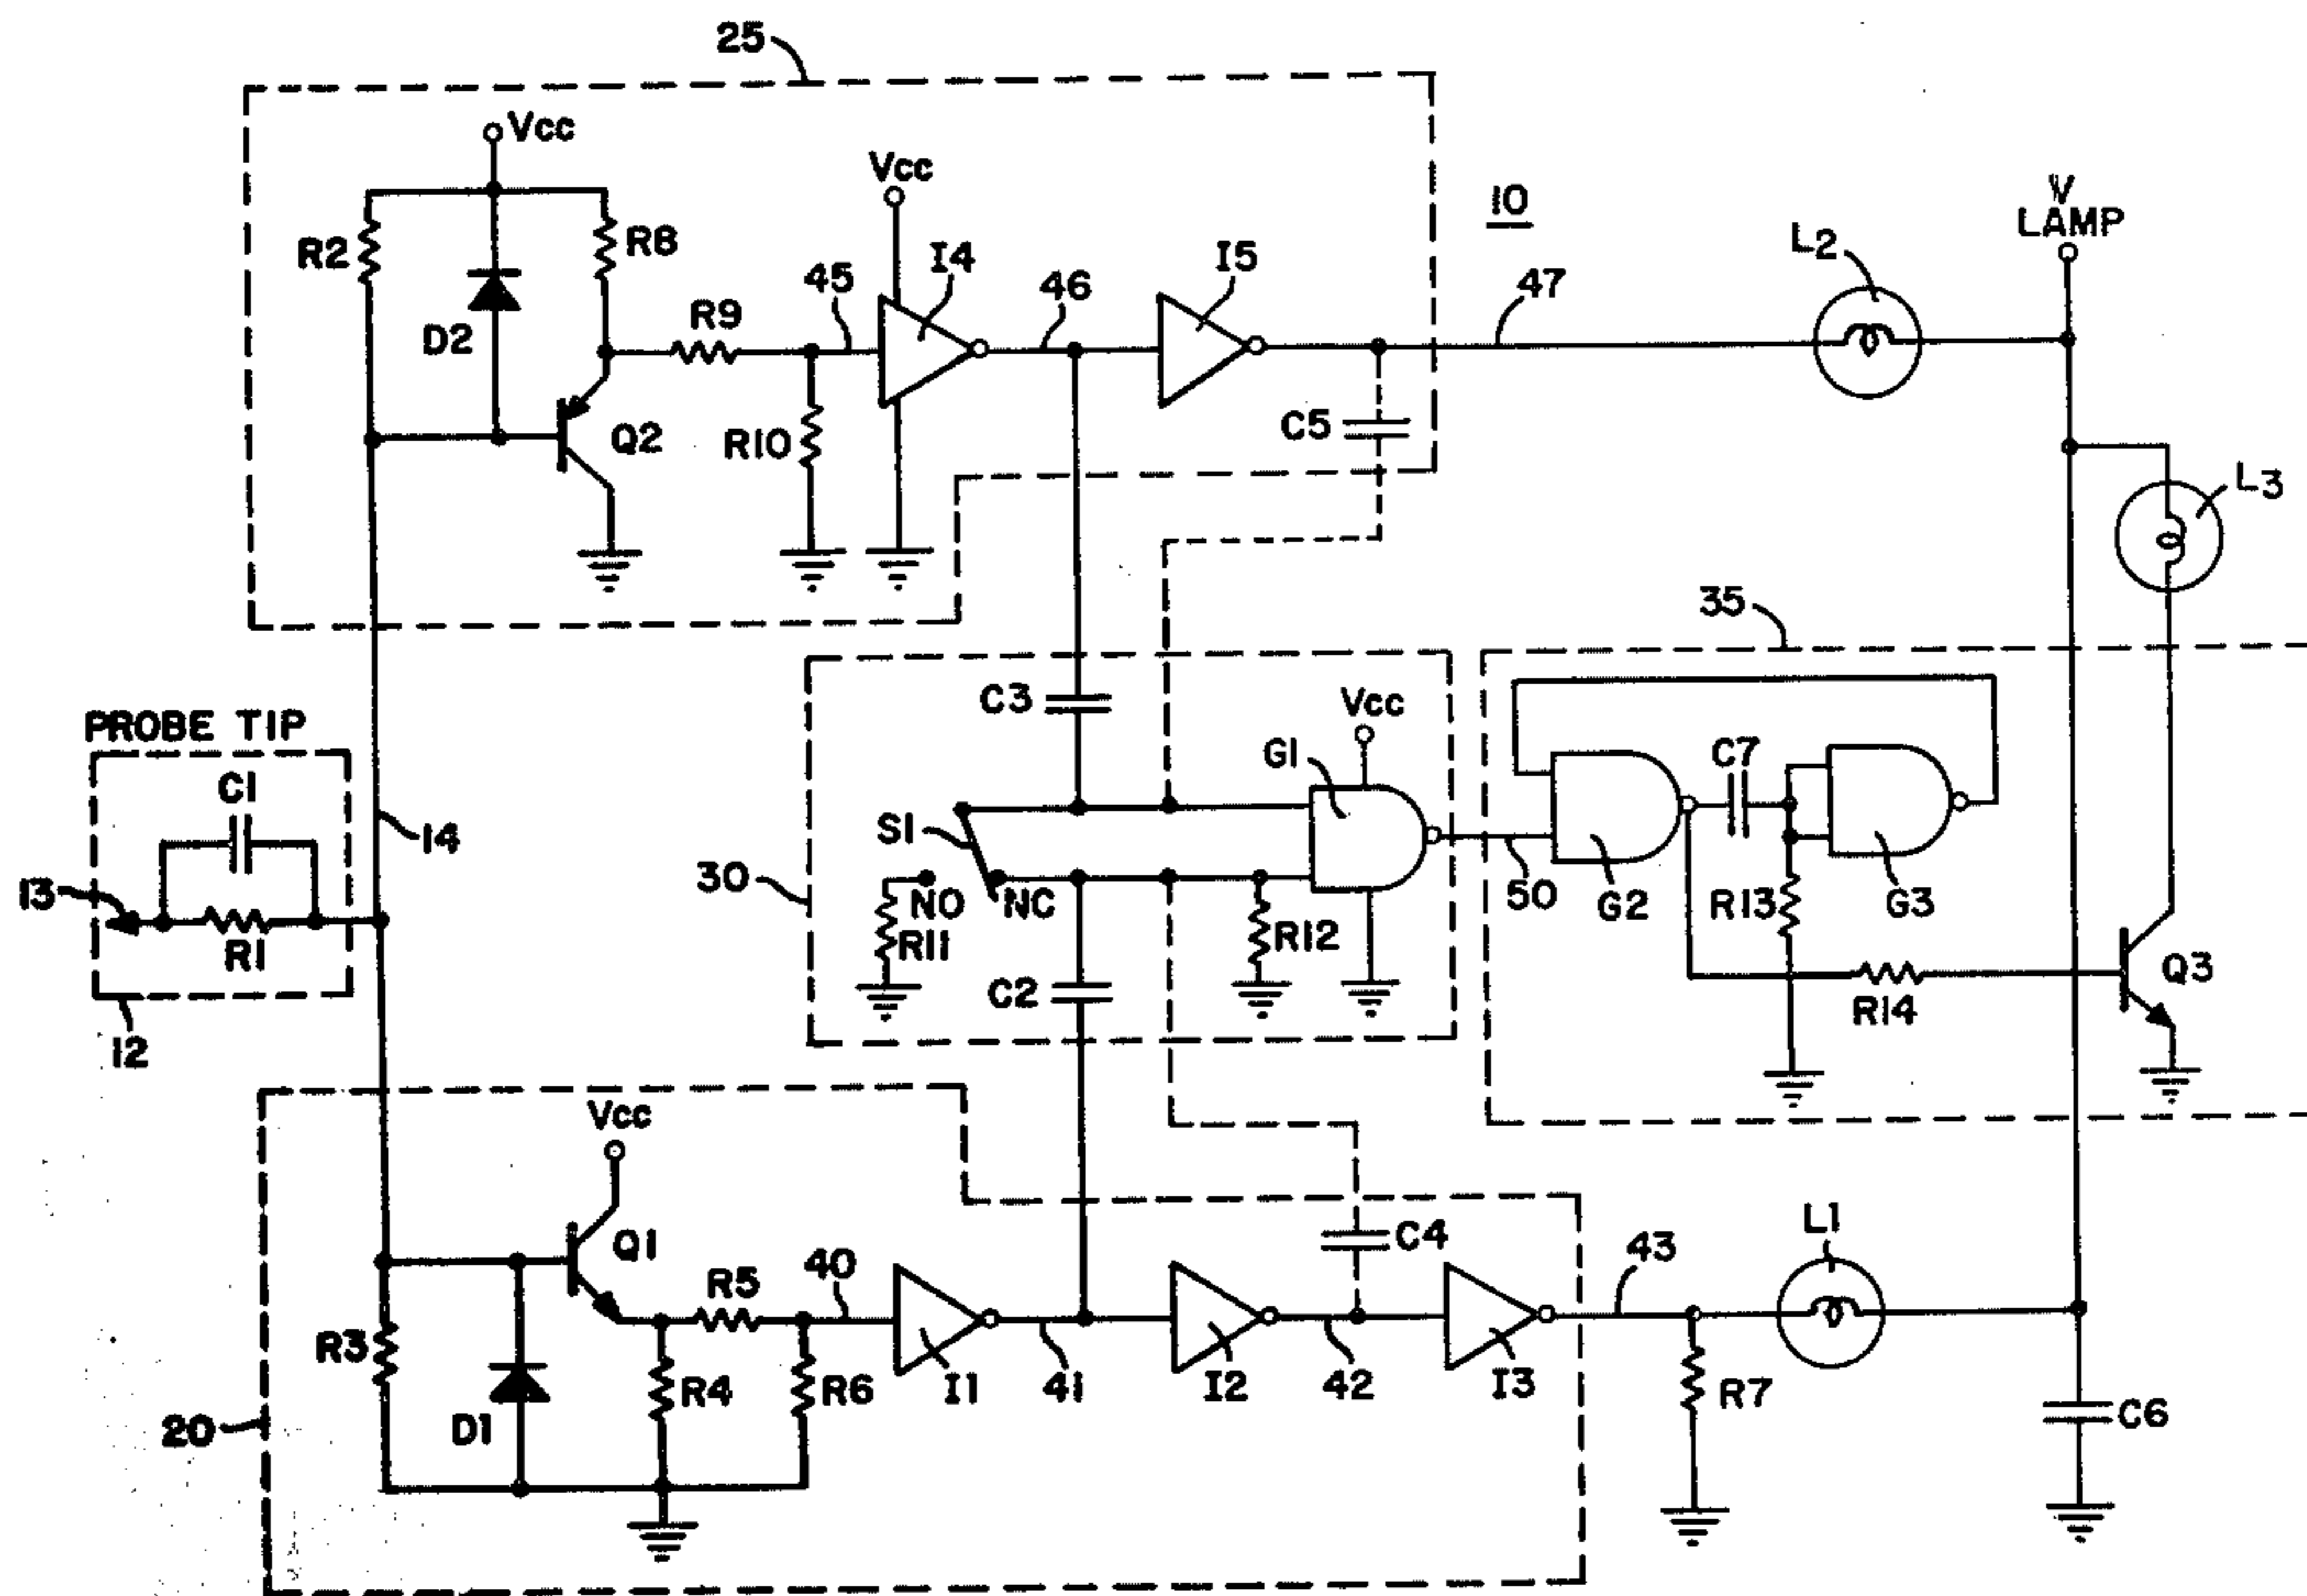 25
Vcc
Vcc
10
V
LAMP
R2
R8
I4
I5
L2
D2
R9
45
46
47
Q2
R10
C5
L3
35
C3
Vcc
PROBE TIP
C1
G1
C7
14
S1
13
30
NO
NC
50
G2
R13
G3
R1
R11
R12
C2
Q3
R14
12
Vcc
Q1
C4
L1
40
43
R5
R3
R4
R6
I1
41
I2
42
I3
R7
C6
D1
20